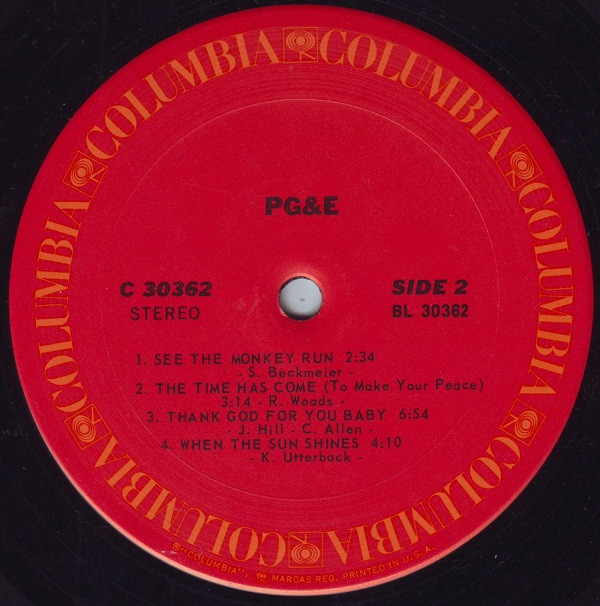 COLUMBIA COLUMBIA COLUMBIA COLUMBIA COLUMBIA COLUMBIA
PG&E
C 30362
STEREO
SIDE 2
BL 30362
1. SEE THE MONKEY RUN 2:34
- S. Beckmeier -
2. THE TIME HAS COME (To Make Your Peace)
3:14 - R. Woods -
3. THANK GOD FOR YOU BABY 6:54
- J. Hill - C. Allen -
4. WHEN THE SUN SHINES 4:10
- K. Utterback -
®"COLUMBIA", MARCAS REG. PRINTED IN U.S.A.